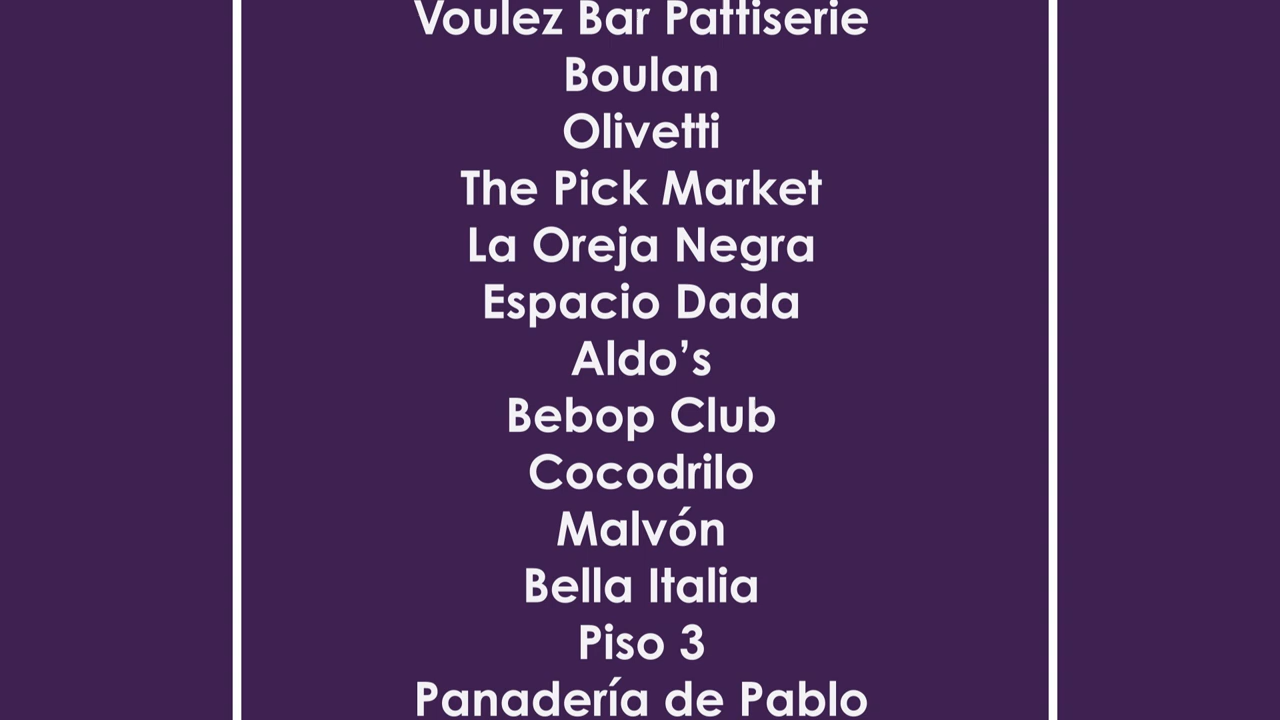 Voulez Bar Pattiserie
Boulan
Olivetti
The Pick Market
La Oreja Negra
Espacio Dada
Aldo’s
Bebop Club
Cocodrilo
Malvón
Bella Italia
Piso 3
Panadería de Pablo